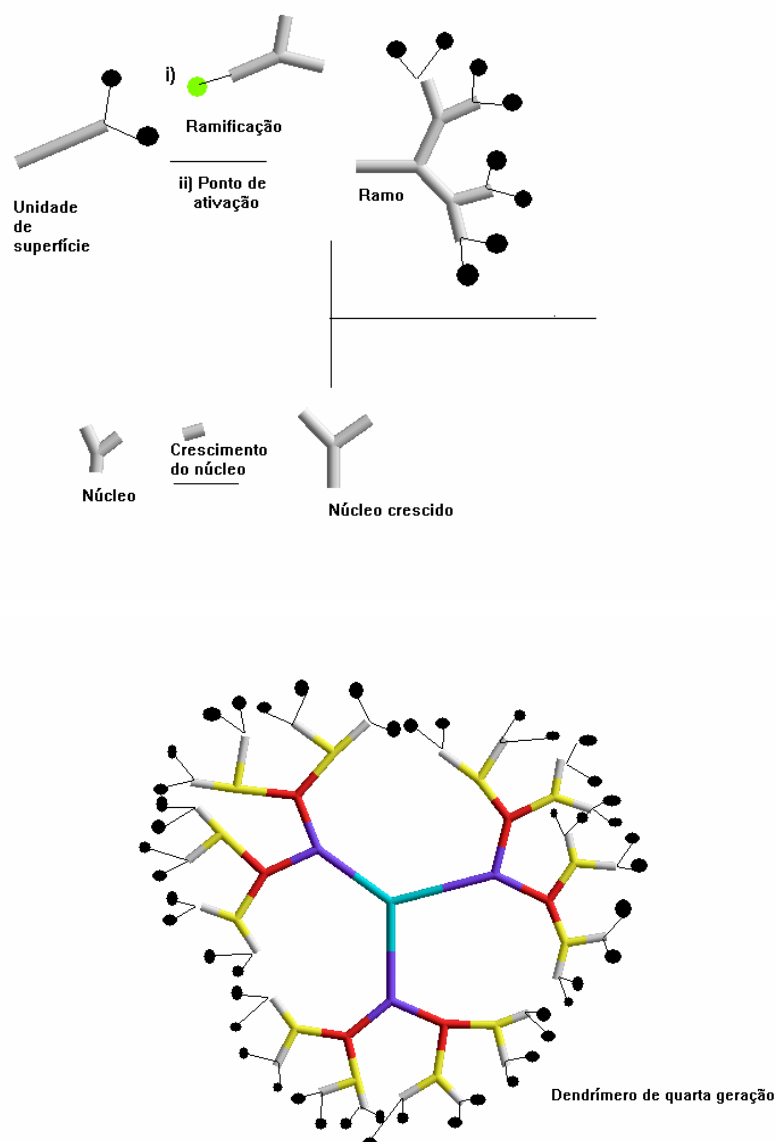 i)
Ramificação
ii) Ponto de
ativação
Unidade
de
superfície
Ramo
Núcleo
Crescimento
do núcleo
Núcleo crescido
Dendrímero de quarta geração